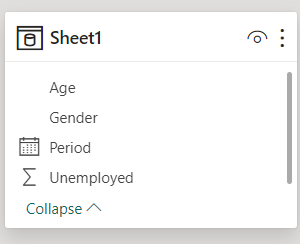 Sheet1
Age
Gender
Period
Unemployed
Collapse